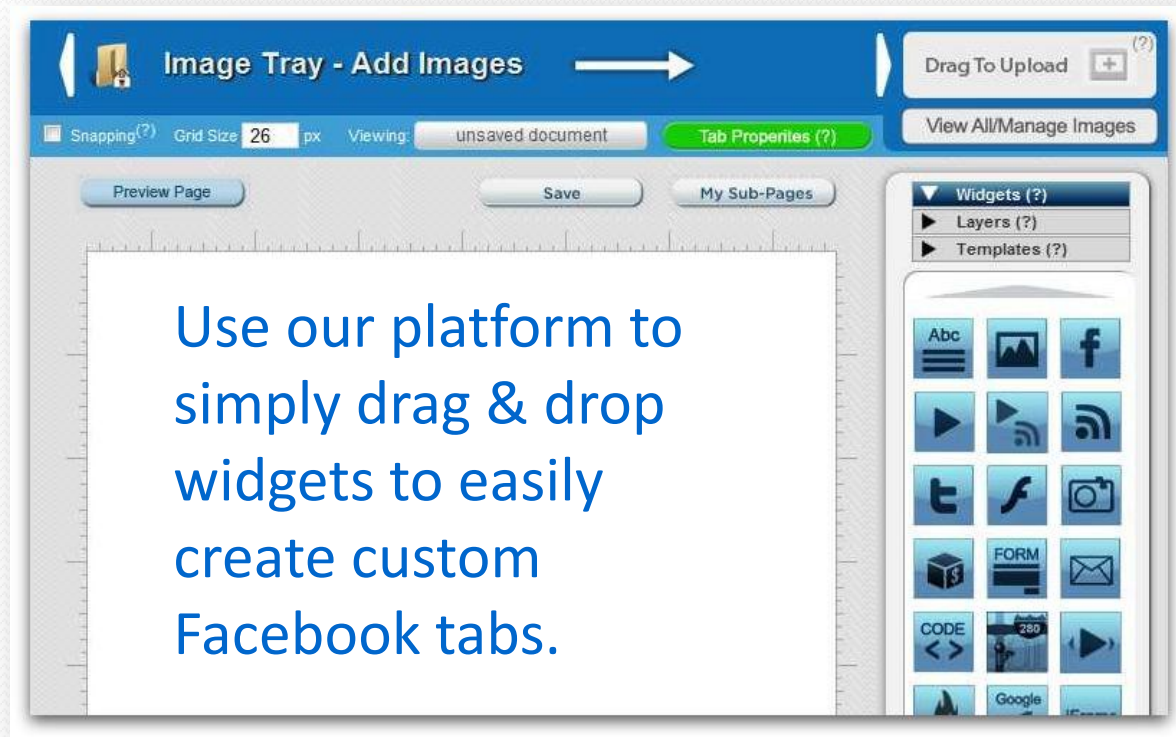 Image Tray - Add Images
Drag To Upload
(?)
Snapping(?) Grid Size 26 px Viewing: unsaved document Tab Properites (?)
View All/Manage Images
Preview Page Save My Sub-Pages
Widgets (?)
Layers (?)
Templates (?)
Use our platform to
simply drag & drop
widgets to easily
create custom
Facebook tabs.
Abc
FORM
CODE
280
Google